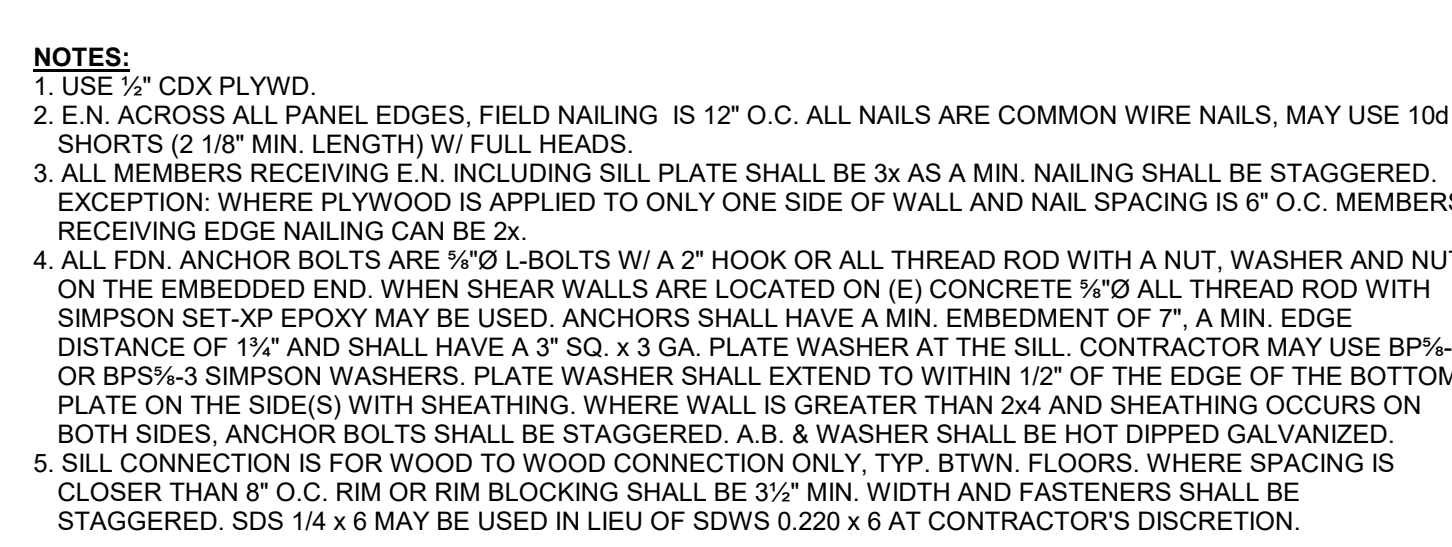 NOTES:
1. USE ½" CDX PLYWD.
2. E.N. ACROSS ALL PANEL EDGES, FIELD NAILING IS 12" O.C. ALL NAILS ARE COMMON WIRE NAILS, MAY USE 10d
SHORTS (2 1/8" MIN. LENGTH) W/ FULL HEADS.
3. ALL MEMBERS RECEIVING E.N. INCLUDING SILL PLATE SHALL BE 3x AS A MIN. NAILING SHALL BE STAGGERED.
EXCEPTION: WHERE PLYWOOD IS APPLIED TO ONLY ONE SIDE OF WALL AND NAIL SPACING IS 6" O.C. MEMBERS
RECEIVING EDGE NAILING CAN BE 2x.
4. ALL FDN. ANCHOR BOLTS ARE ⅝"Ø L-BOLTS W/ A 2" HOOK OR ALL THREAD ROD WITH A NUT, WASHER AND NUT
ON THE EMBEDDED END. WHEN SHEAR WALLS ARE LOCATED ON (E) CONCRETE ⅝"Ø ALL THREAD ROD WITH
SIMPSON SET-XP EPOXY MAY BE USED. ANCHORS SHALL HAVE A MIN. EMBEDMENT OF 7", A MIN. EDGE
DISTANCE OF 1¾" AND SHALL HAVE A 3" SQ. x 3 GA. PLATE WASHER AT THE SILL. CONTRACTOR MAY USE BP⅝-
OR BPS⅝-3 SIMPSON WASHERS. PLATE WASHER SHALL EXTEND TO WITHIN 1/2" OF THE EDGE OF THE BOTTOM
PLATE ON THE SIDE(S) WITH SHEATHING. WHERE WALL IS GREATER THAN 2x4 AND SHEATHING OCCURS ON
BOTH SIDES, ANCHOR BOLTS SHALL BE STAGGERED. A.B. & WASHER SHALL BE HOT DIPPED GALVANIZED.
5. SILL CONNECTION IS FOR WOOD TO WOOD CONNECTION ONLY, TYP. BTWN. FLOORS. WHERE SPACING IS
CLOSER THAN 8" O.C. RIM OR RIM BLOCKING SHALL BE 3½" MIN. WIDTH AND FASTENERS SHALL BE
STAGGERED. SDS 1/4 x 6 MAY BE USED IN LIEU OF SDWS 0.220 x 6 AT CONTRACTOR'S DISCRETION.